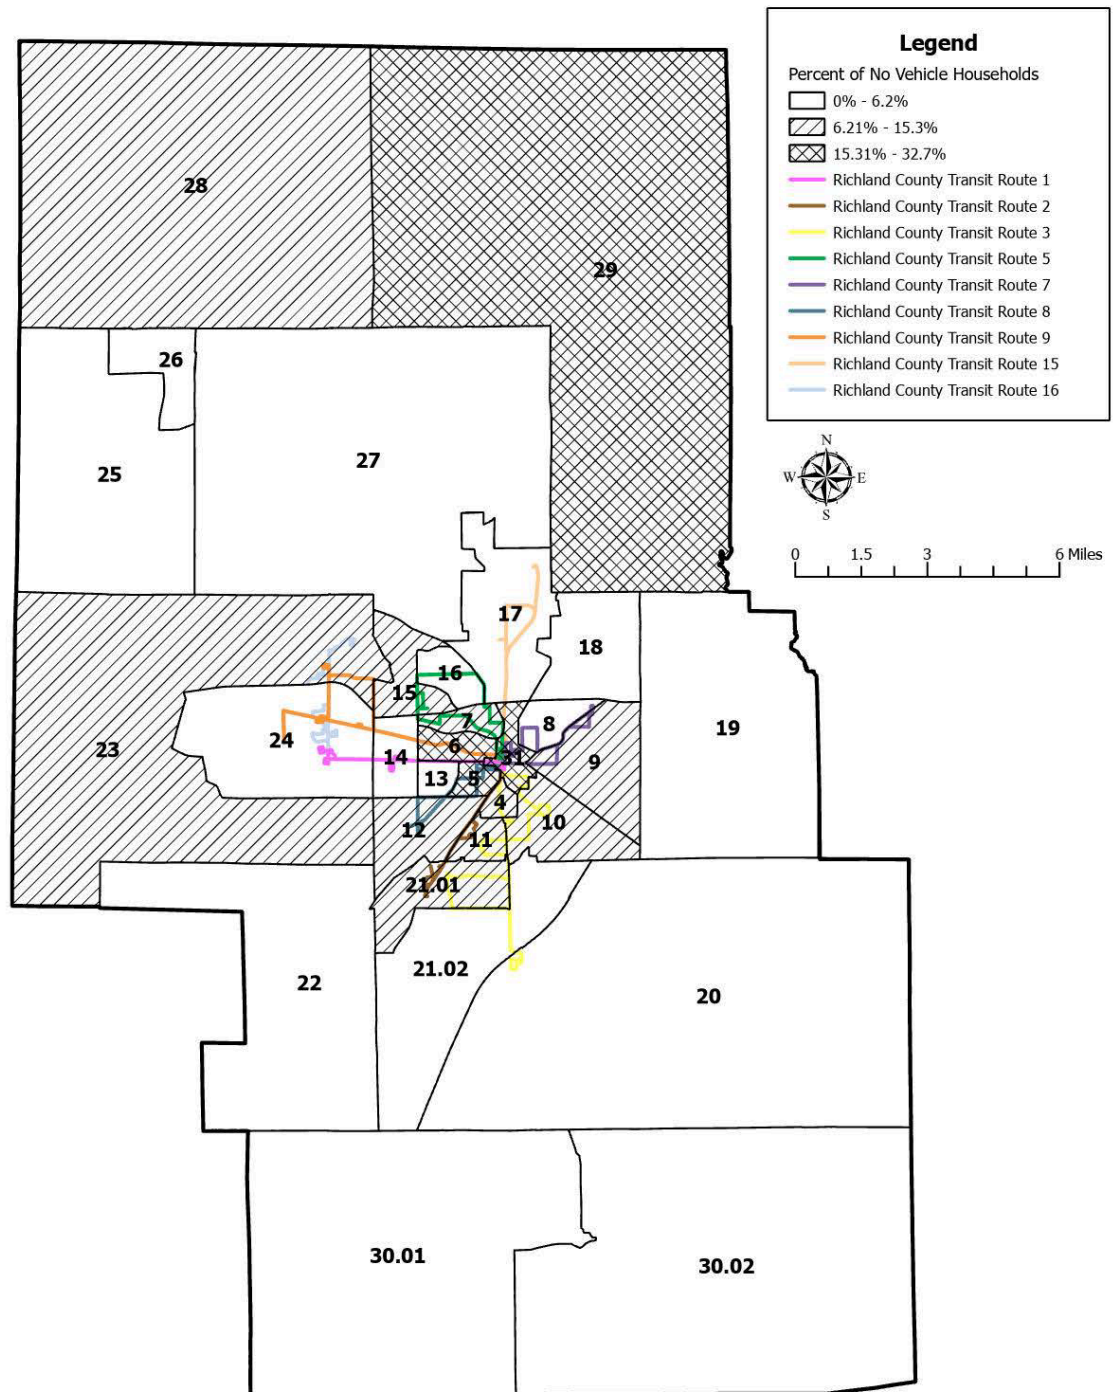 Legend
Percent of No Vehicle Households
0% - 6.2%
6.21% - 15.3%
15.31% - 32.7%
Richland County Transit Route 1
Richland County Transit Route 2
Richland County Transit Route 3
Richland County Transit Route 5
Richland County Transit Route 7
Richland County Transit Route 8
Richland County Transit Route 9
Richland County Transit Route 15
Richland County Transit Route 16
N
W E
S
0 1.5 3 6 Miles
28
29
26
25
27
17
18
16
15
19
7
8
23
24
14
6
31
9
13
5
4
12
11
10
21.01
21.02
22
20
30.01
30.02